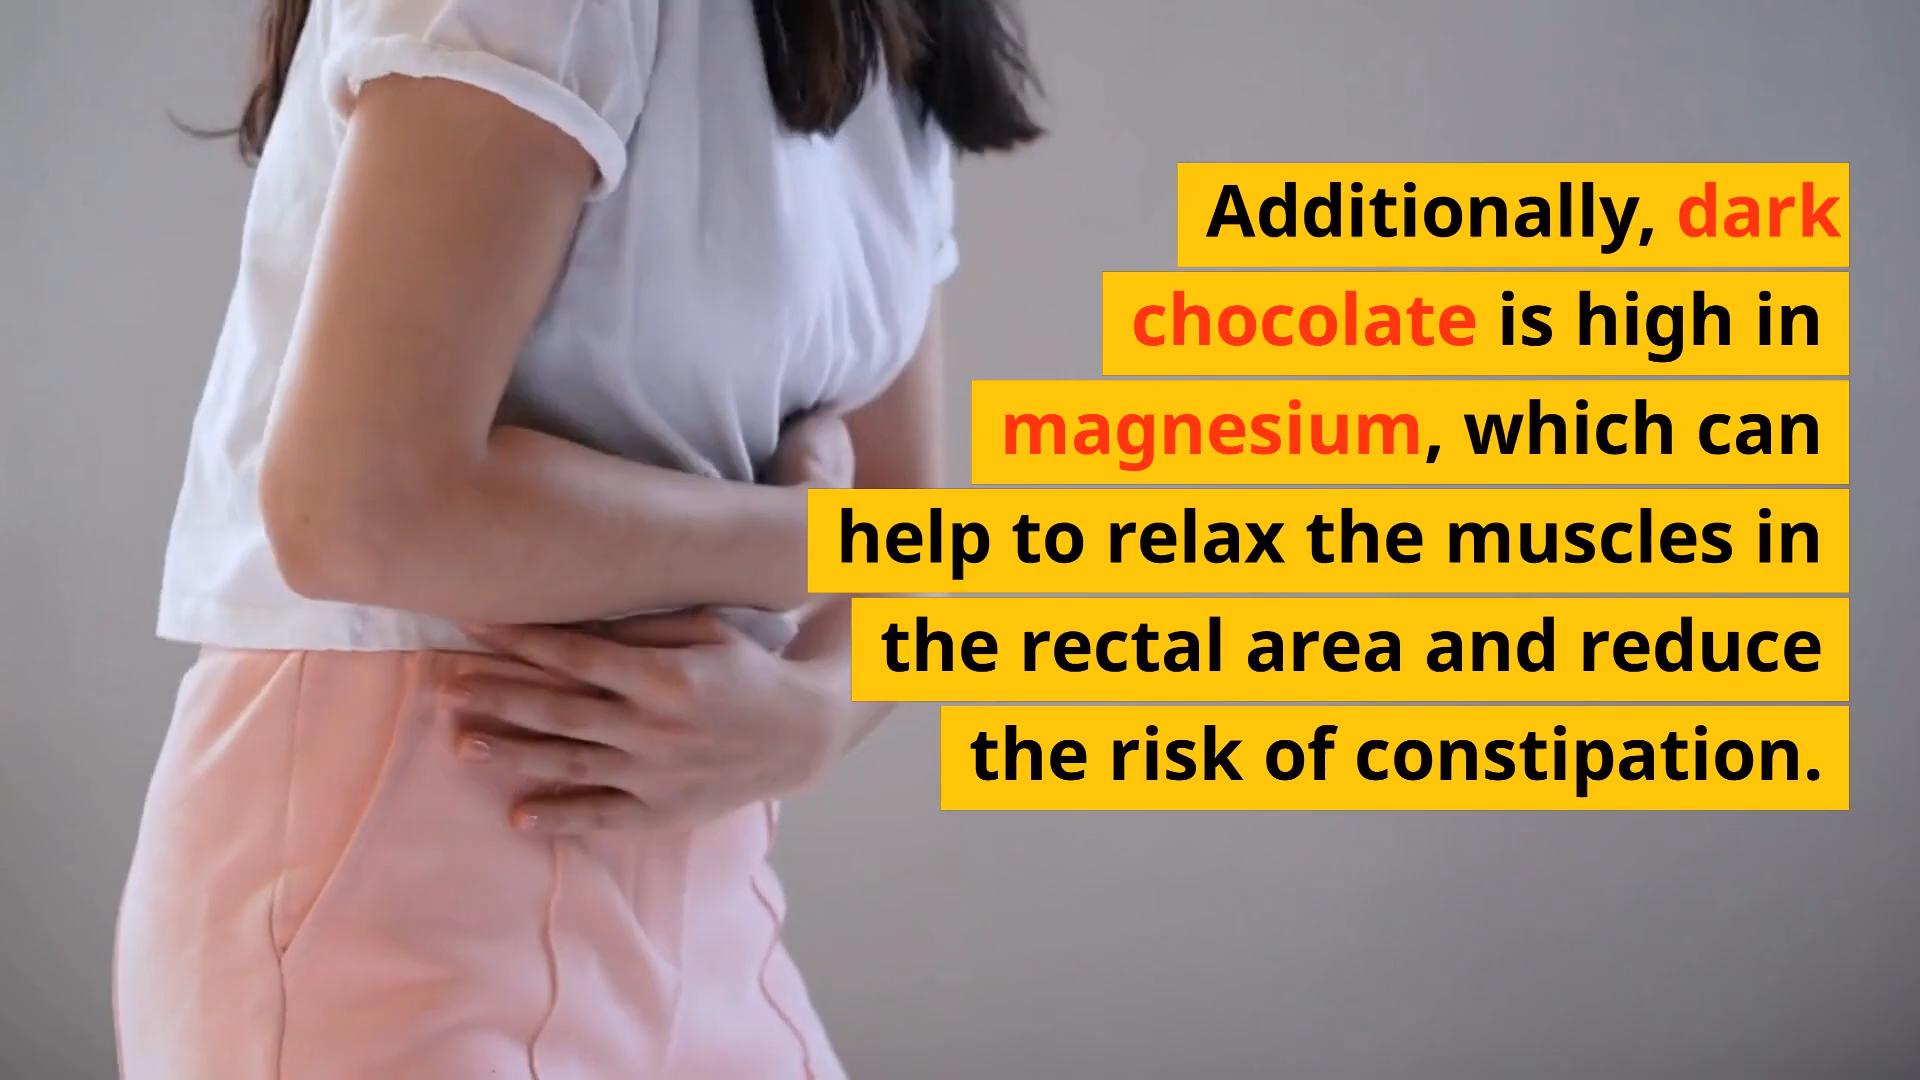 Additionally, dark
chocolate is high in
magnesium, which can
help to relax the muscles in
the rectal area and reduce
the risk of constipation.